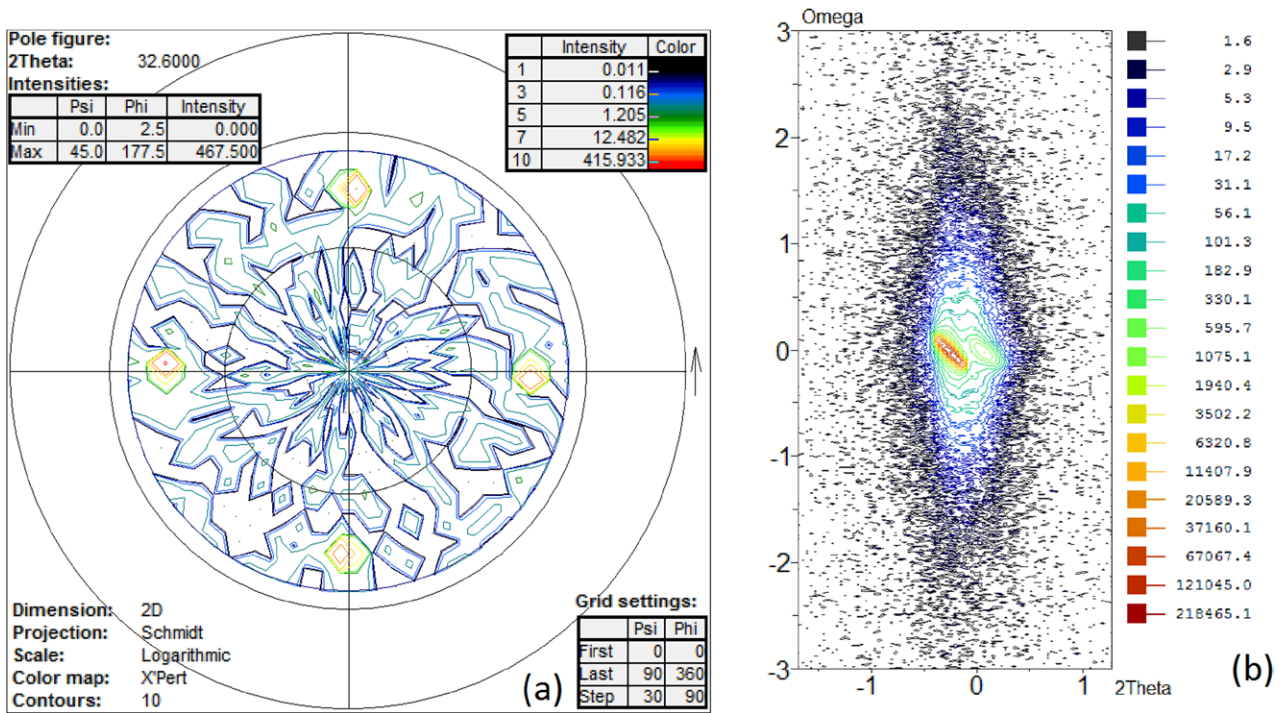 Pole figure:
2Theta: 32.6000
Intensities:
Psi Phi Intensity
Min 0.0 2.5 0.000
Max 45.0 177.5 467.500
Intensity Color
1 0.011
3 0.116
5 1.205
7 12.482
10 415.933
Dimension: 2D
Projection: Schmidt
Scale: Logarithmic
Color map: X'Pert
Contours: 10
(a)
Grid settings:
Psi Phi
First 0 0
Last 90 360
Step 30 90
Omega
3
2
1
0
-1
-2
-3
-1 0 1 2Theta
1.6
2.9
5.3
9.5
17.2
31.1
56.1
101.3
182.9
330.1
595.7
1075.1
1940.4
3502.2
6320.8
11407.9
20589.3
37160.1
67067.4
121045.0
218465.1
(b)